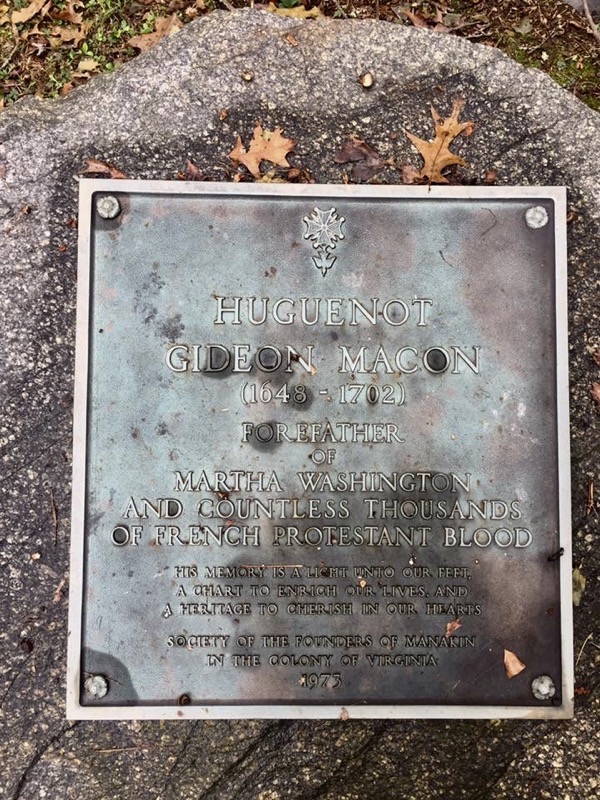 HUGUENOT
GIDEON MACON
(1648 - 1702)
FOREFATHER
OF
MARTHA WASHINGTON
AND COUNTLESS THOUSANDS
OF FRENCH PROTESTANT BLOOD
HIS MEMORY IS A LIGHT UNTO OUR FEET,
A CHART TO ENRICH OUR LIVES, AND
A HERITAGE TO CHERISH IN OUR HEARTS
SOCIETY OF THE FOUNDERS OF MANAKIN
IN THE COLONY OF VIRGINIA
1975